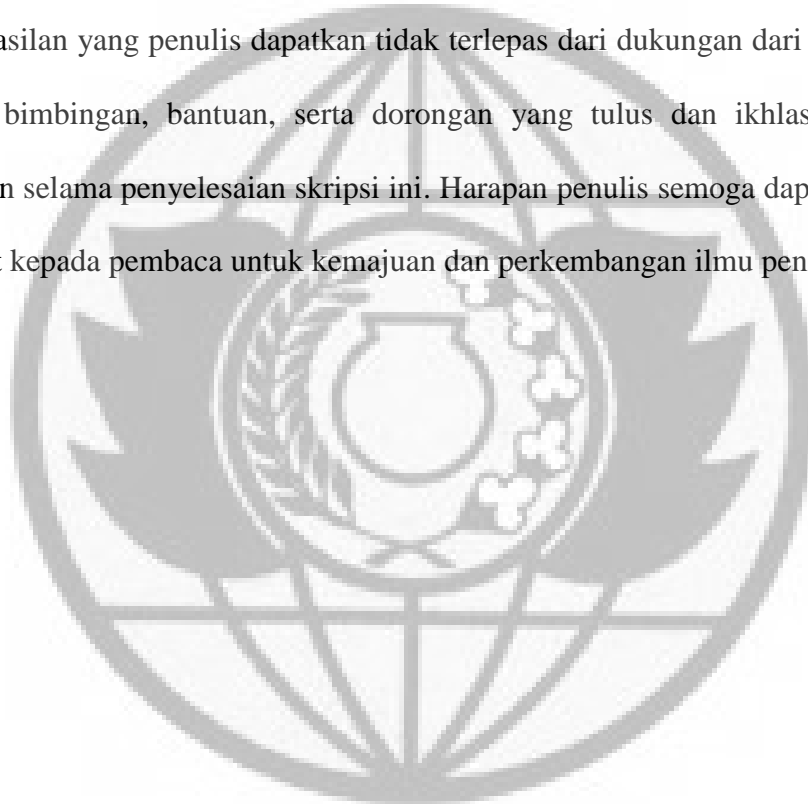 asilan yang penulis dapatkan tidak terlepas dari dukungan dari
bimbingan, bantuan, serta dorongan yang tulus dan ikhlas
n selama penyelesaian skripsi ini. Harapan penulis semoga dap
t kepada pembaca untuk kemajuan dan perkembangan ilmu pen